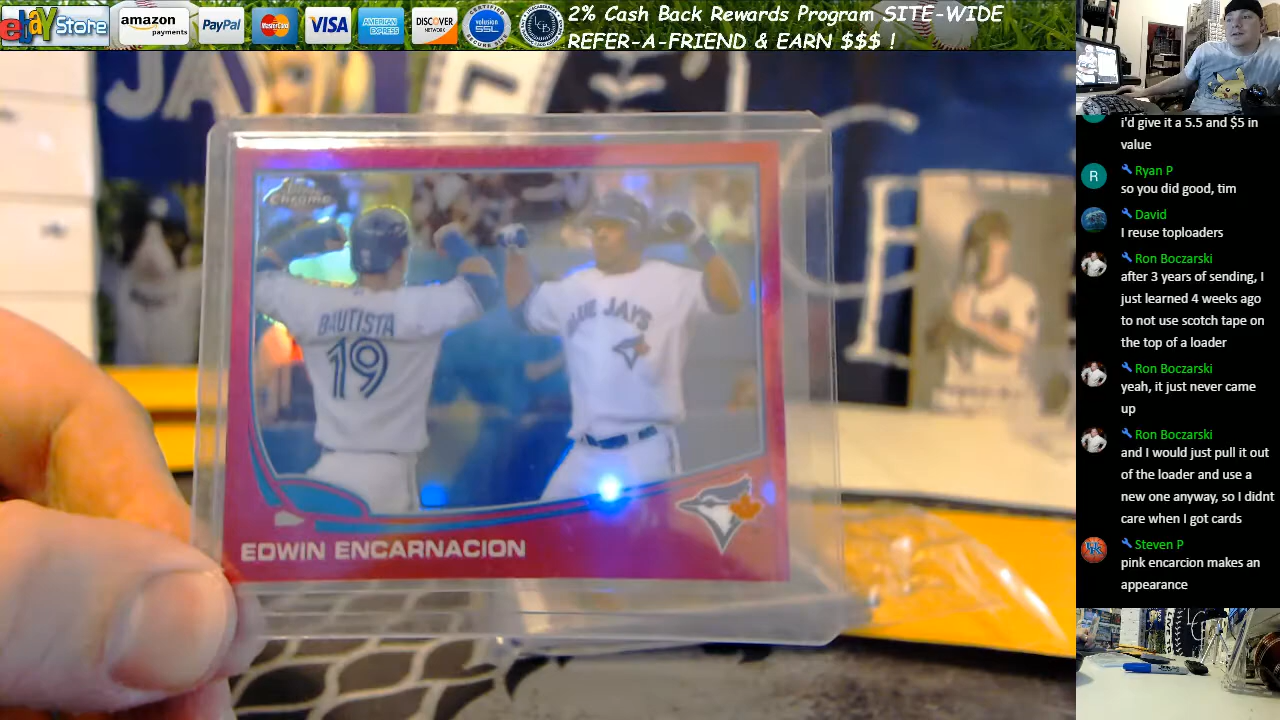 ebay Store
amazon
payments
PayPal
MasterCard
VISA
AMERICAN
EXPRESS
DISCOVER
NETWORK
volusion
SSL
2% Cash Back Rewards Program SITE-WIDE
REFER-A-FRIEND & EARN $$$ !
JA
7
Chrome
BAUTISTA
19
BLUE JAYS
EDWIN ENCARNACION
i'd give it a 5.5 and $5 in
value
R
Ryan P
so you did good, tim
David
I reuse toploaders
Ron Boczarski
after 3 years of sending, I
just learned 4 weeks ago
to not use scotch tape on
the top of a loader
Ron Boczarski
yeah, it just never came
up
Ron Boczarski
and I would just pull it out
of the loader and use a
new one anyway, so I didnt
care when I got cards
Steven P
pink encarcion makes an
appearance